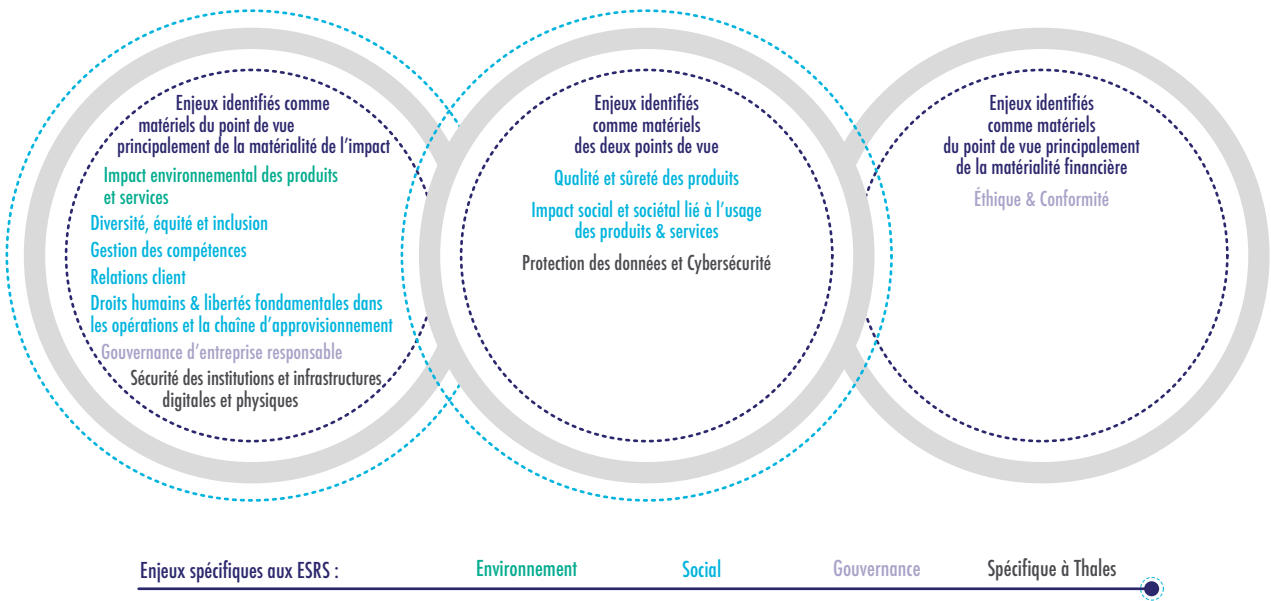 Enjeux identifiés comme
matériels du point de vue
principalement de la matérialité de l'impact
Impact environnemental des produits
et services
Diversité, équité et inclusion
Gestion des compétences
Relations client
Droits humains & libertés fondamentales dans
les opérations et la chaîne d'approvisionnement
Gouvernance d'entreprise responsable
Sécurité des institutions et infrastructures
digitales et physiques
Enjeux identifiés
comme matériels
des deux points de vue
Qualité et sûreté des produits
Impact social et sociétal lié à l'usage
des produits & services
Protection des données et Cybersécurité
Enjeux identifiés
comme matériels
du point de vue principalement
de la matérialité financière
Éthique & Conformité
Enjeux spécifiques aux ESRS : Environnement Social Gouvernance Spécifique à Thales